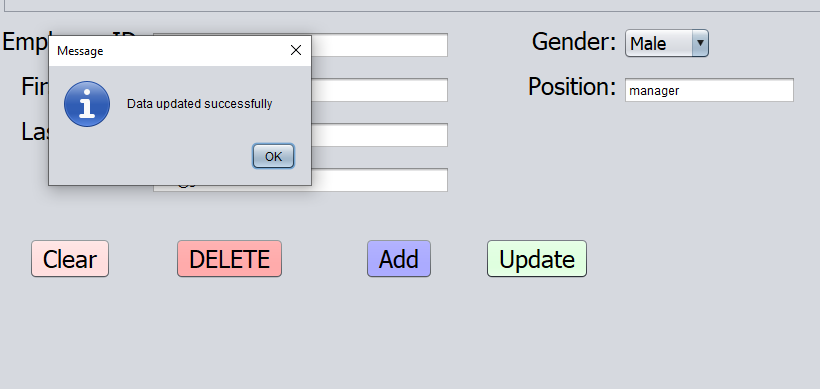 Message
Data updated successfully
OK
Gender:
Male
Position:
manager
Clear
DELETE
Add
Update